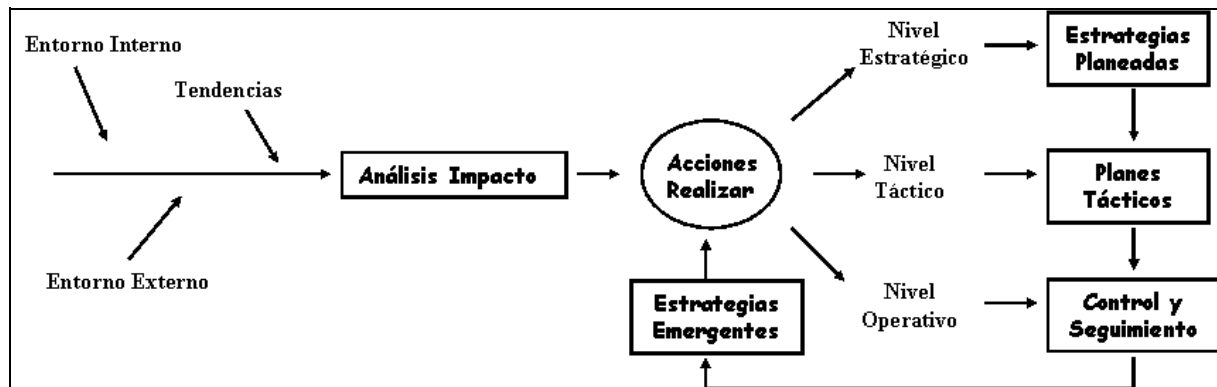 Entorno Interno
Tendencias
Entorno Externo
Análisis Impacto
Acciones
Realizar
Estrategias
Emergentes
Nivel
Estratégico
Nivel
Táctico
Nivel
Operativo
Estrategias
Planeadas
Planes
Tácticos
Control y
Seguimiento